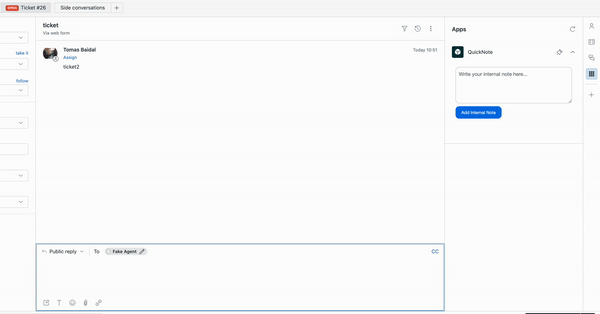 OPEN Ticket #26
Side conversations
take it
follow
ticket
Via web form
Tomas Baidal
Today 10:51
Assign
ticket2
Public reply
To
Fake Agent
CC
Apps
QuickNote
Write your internal note here...
Add Internal Note